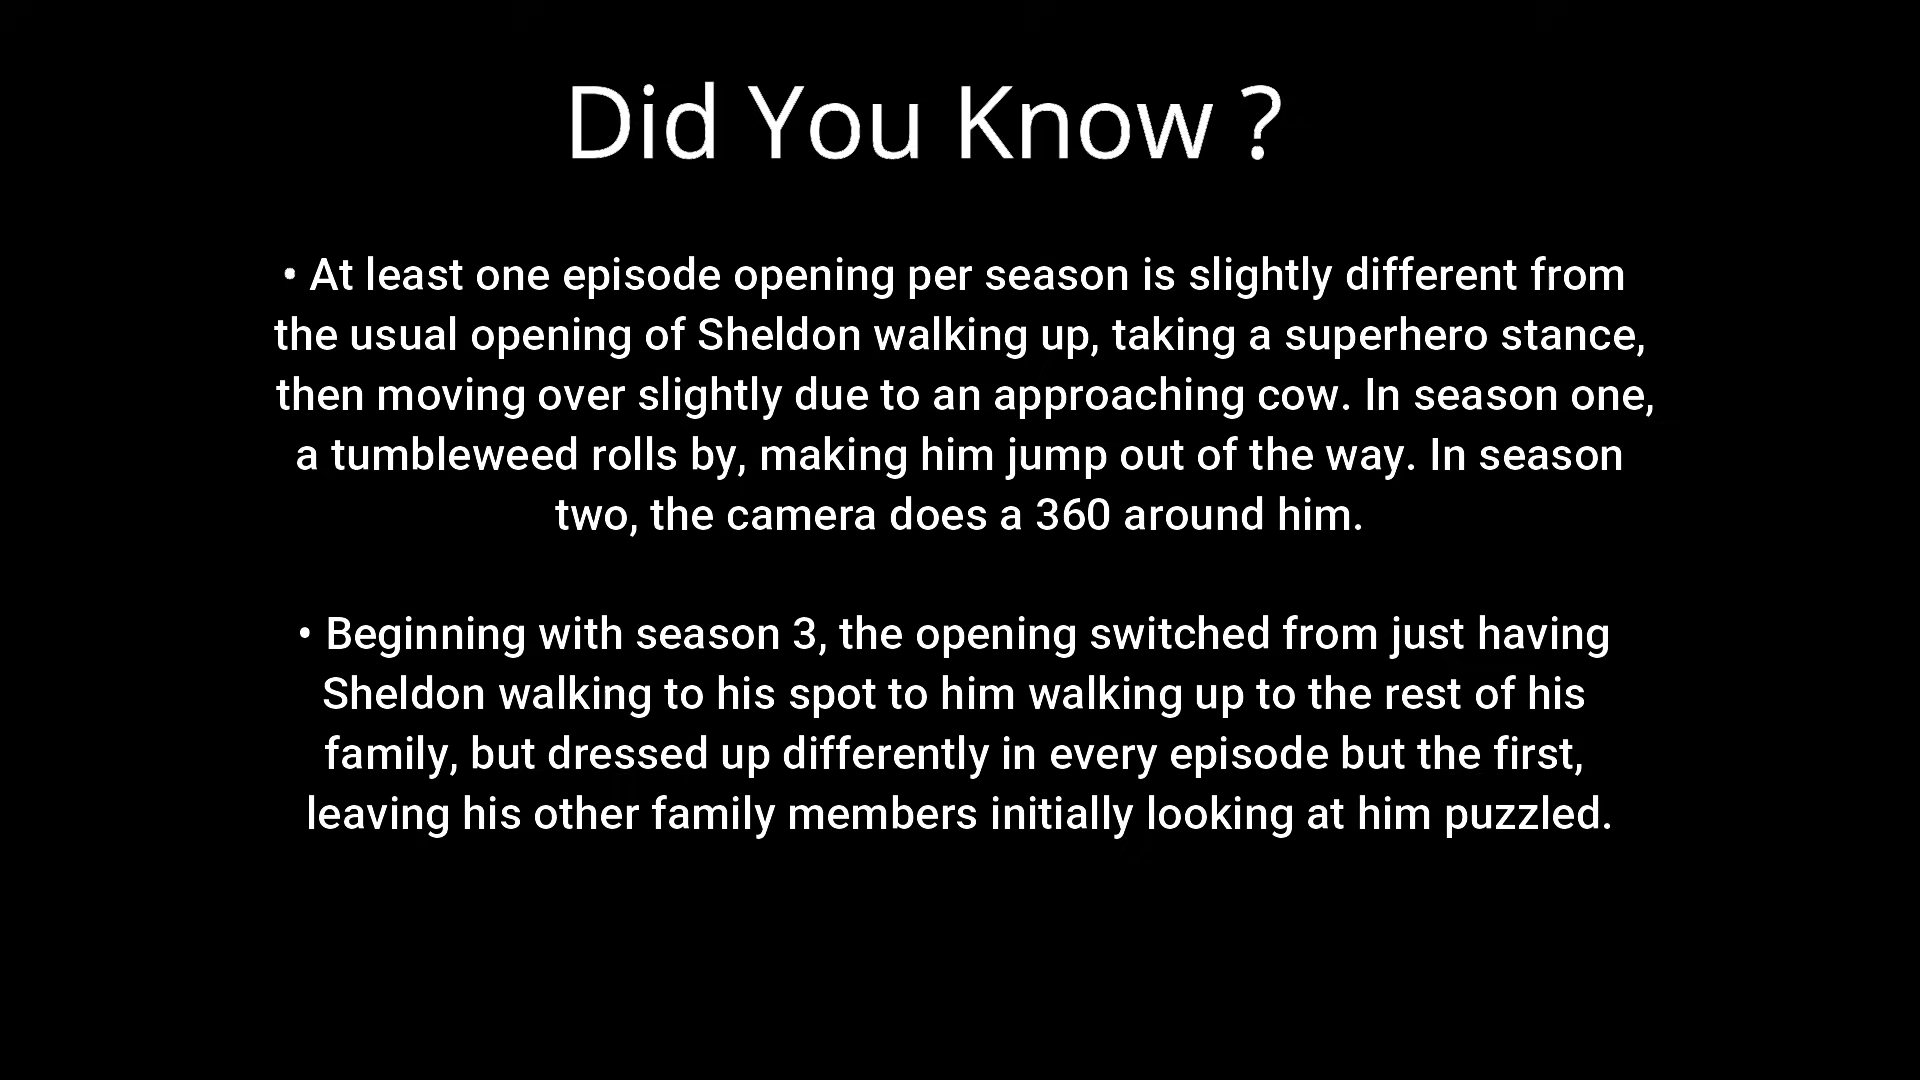 Did You Know ?
• At least one episode opening per season is slightly different from
the usual opening of Sheldon walking up, taking a superhero stance,
then moving over slightly due to an approaching cow. In season one,
a tumbleweed rolls by, making him jump out of the way. In season
two, the camera does a 360 around him.
• Beginning with season 3, the opening switched from just having
Sheldon walking to his spot to him walking up to the rest of his
family, but dressed up differently in every episode but the first,
leaving his other family members initially looking at him puzzled.